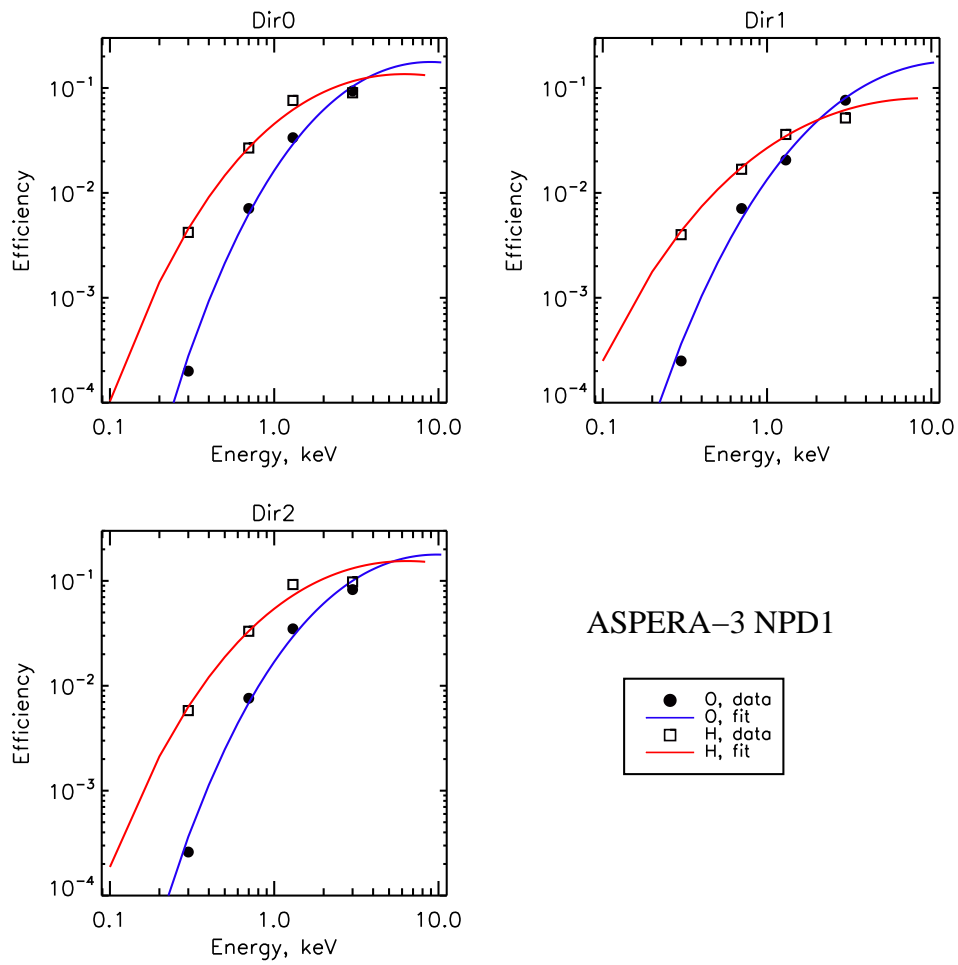 Dir0
Efficiency
10⁻¹
10⁻²
10⁻³
10⁻⁴
0.1 1.0 10.0
Energy, keV
Dir1
Efficiency
10⁻¹
10⁻²
10⁻³
10⁻⁴
0.1 1.0 10.0
Energy, keV
Dir2
Efficiency
10⁻¹
10⁻²
10⁻³
10⁻⁴
0.1 1.0 10.0
Energy, keV
ASPERA−3 NPD1
O, data
O, fit
H, data
H, fit